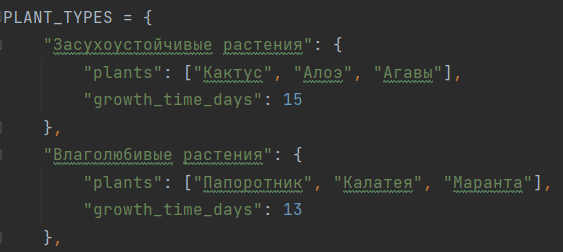 PLANT_TYPES = {
"Засухоустойчивые растения": {
"plants": ["Кактус", "Алоэ", "Агавы"],
"growth_time_days": 15
},
"Влаголюбивые растения": {
"plants": ["Папоротник", "Калатея", "Маранта"],
"growth_time_days": 13
},